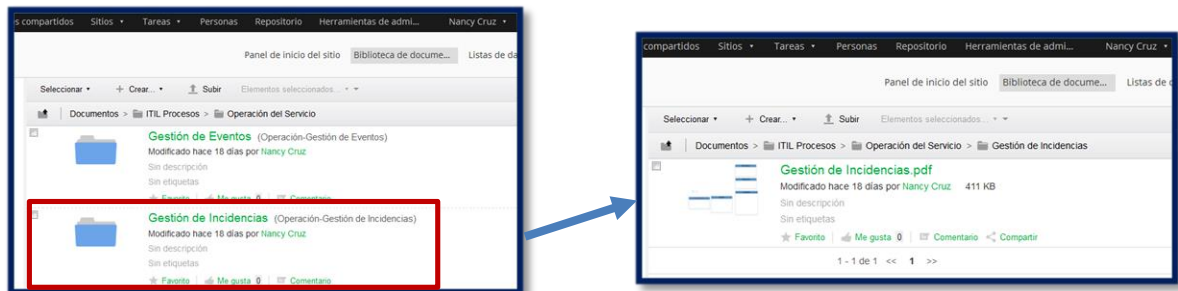 s compartidos Sitios Tareas Personas Repositorio Herramientas de admi... Nancy Cruz
Panel de inicio del sitio Biblioteca de docume... Listas de da
Seleccionar Crear... Subir Elementos seleccionados...
Documentos > ITIL Procesos > Operación del Servicio
Gestión de Eventos (Operación-Gestión de Eventos)
Modificado hace 18 días por Nancy Cruz
Sin descripción
Sin etiquetas
Favorito Me gusta 0 Comentario
Gestión de Incidencias (Operación-Gestión de Incidencias)
Modificado hace 18 días por Nancy Cruz
Sin descripción
Sin etiquetas
Favorito Me gusta 0 Comentario
compartidos Sitios Tareas Personas Repositorio Herramientas de admi... Nancy Cruz
Panel de inicio del sitio Biblioteca de docume... Listas de d
Seleccionar Crear... Subir Elementos seleccionados...
Documentos > ITIL Procesos > Operación del Servicio > Gestión de Incidencias
Gestión de Incidencias.pdf
Modificado hace 18 días por Nancy Cruz 411 KB
Sin descripción
Sin etiquetas
Favorito Me gusta 0 Comentario Compartir
1 - 1 de 1 << 1 >>